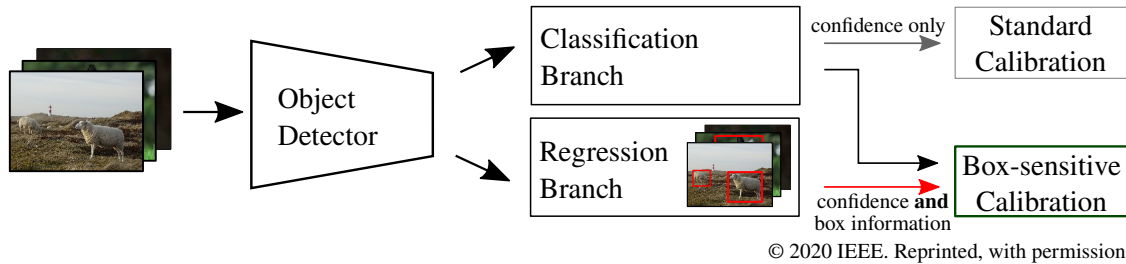 Object
Detector
Classification
Branch
Regression
Branch
confidence only
Standard
Calibration
confidence and
box information
Box-sensitive
Calibration
© 2020 IEEE. Reprinted, with permission